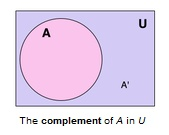 A U
A'
The complement of A in U